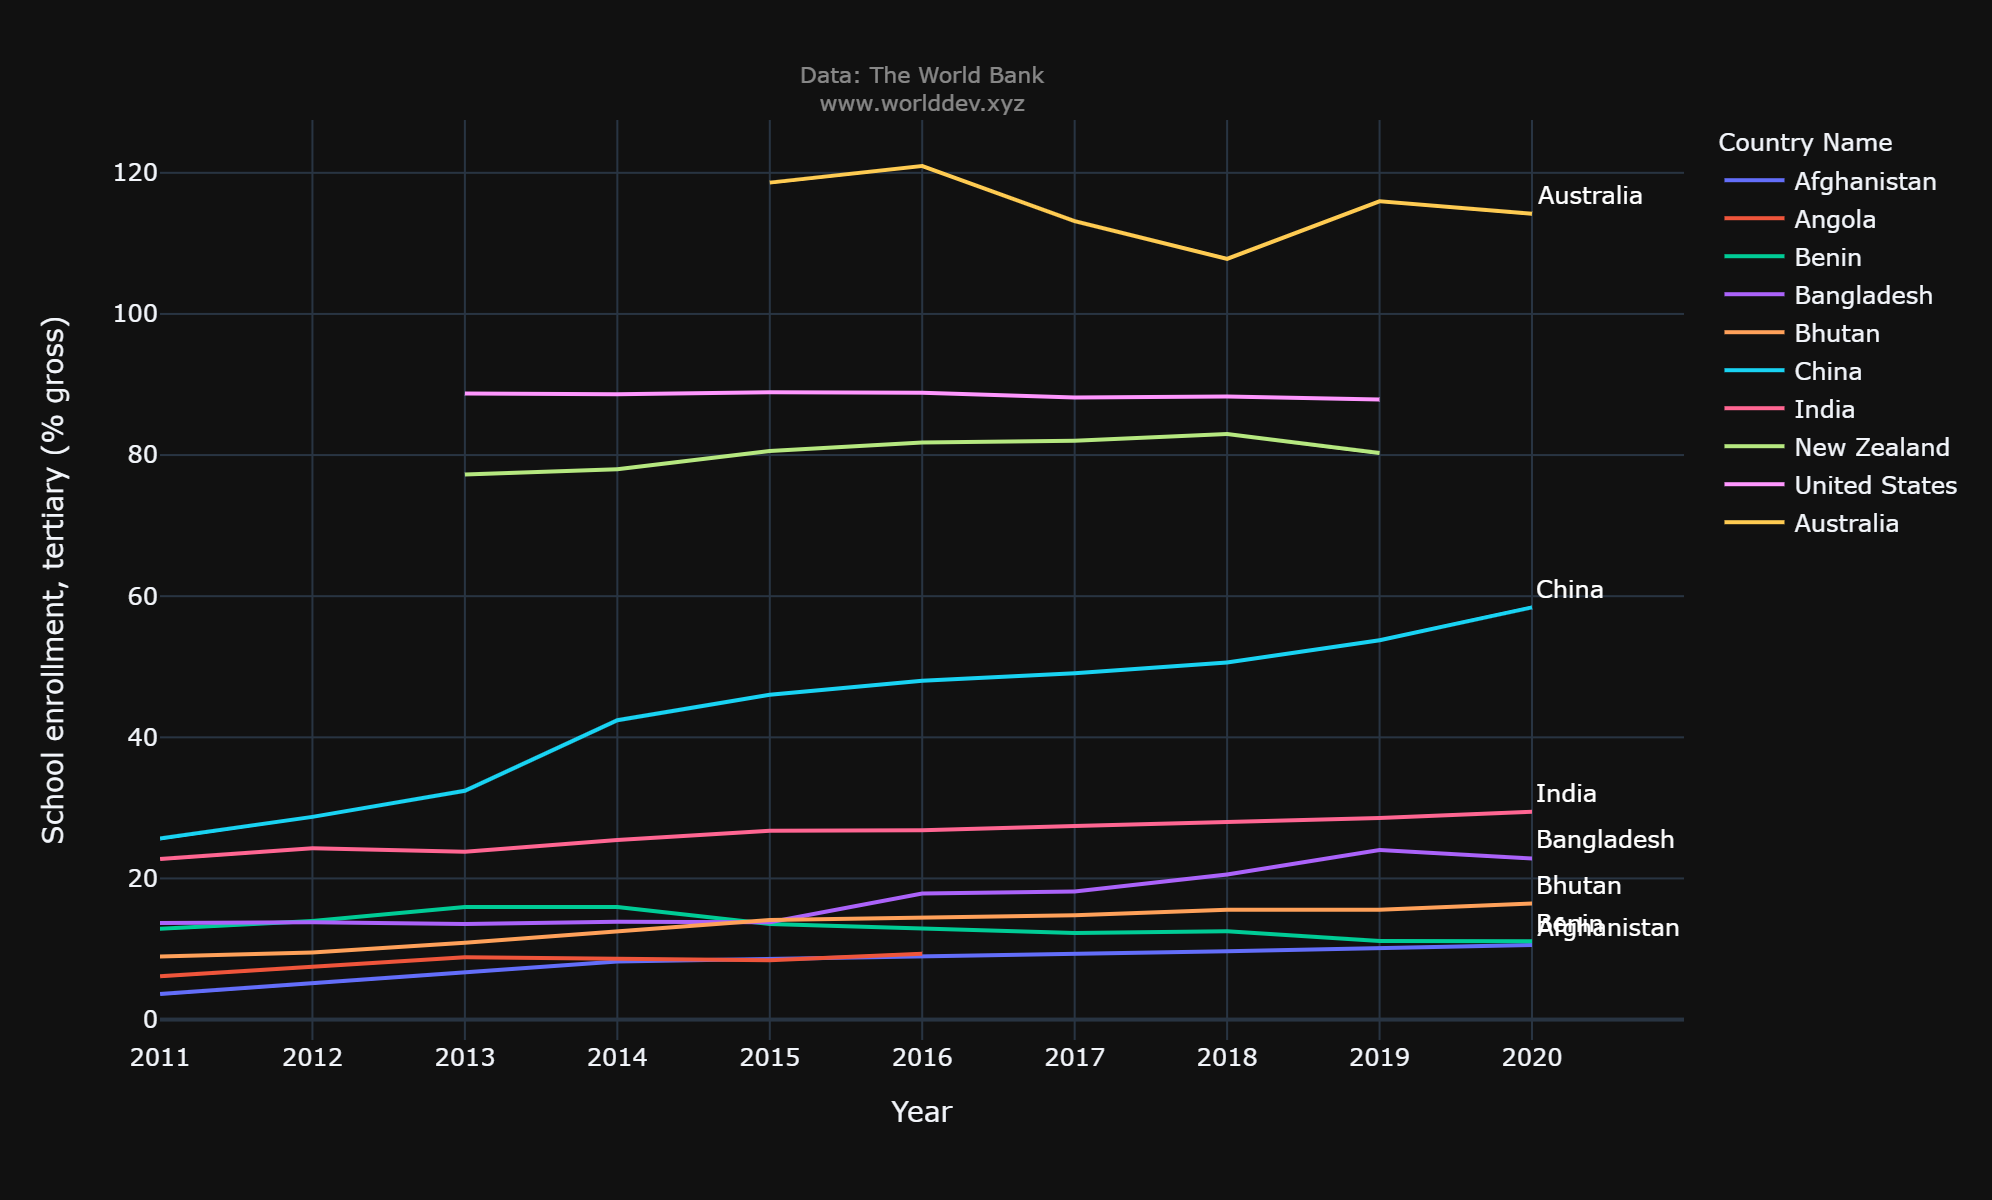 Data: The World Bank
www.worlddev.xyz
School enrollment, tertiary (% gross)
120
100
80
60
40
20
0
2011
2012
2013
2014
2015
2016
2017
2018
2019
2020
Year
Australia
China
India
Bangladesh
Bhutan
Benin
Afghanistan
Country Name
Afghanistan
Angola
Benin
Bangladesh
Bhutan
China
India
New Zealand
United States
Australia